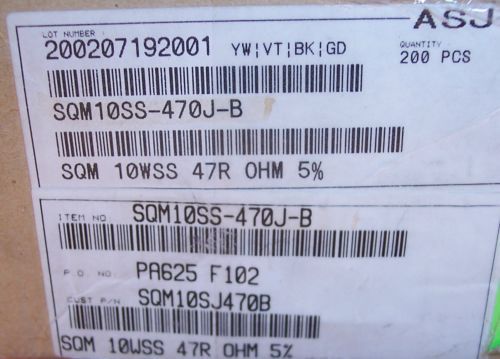 ASJ
LOT NUMBER :
200207192001 YW¦VT¦BK¦GD
QUANTITY
200 PCS
SQM10SS-470J-B
SQM 10WSS 47R OHM 5%
ITEM NO SQM10SS-470J-B
P.O. NO. PA625 F102
CUST P/N SQM10SJ470B
SQM 10WSS 47R OHM 5%